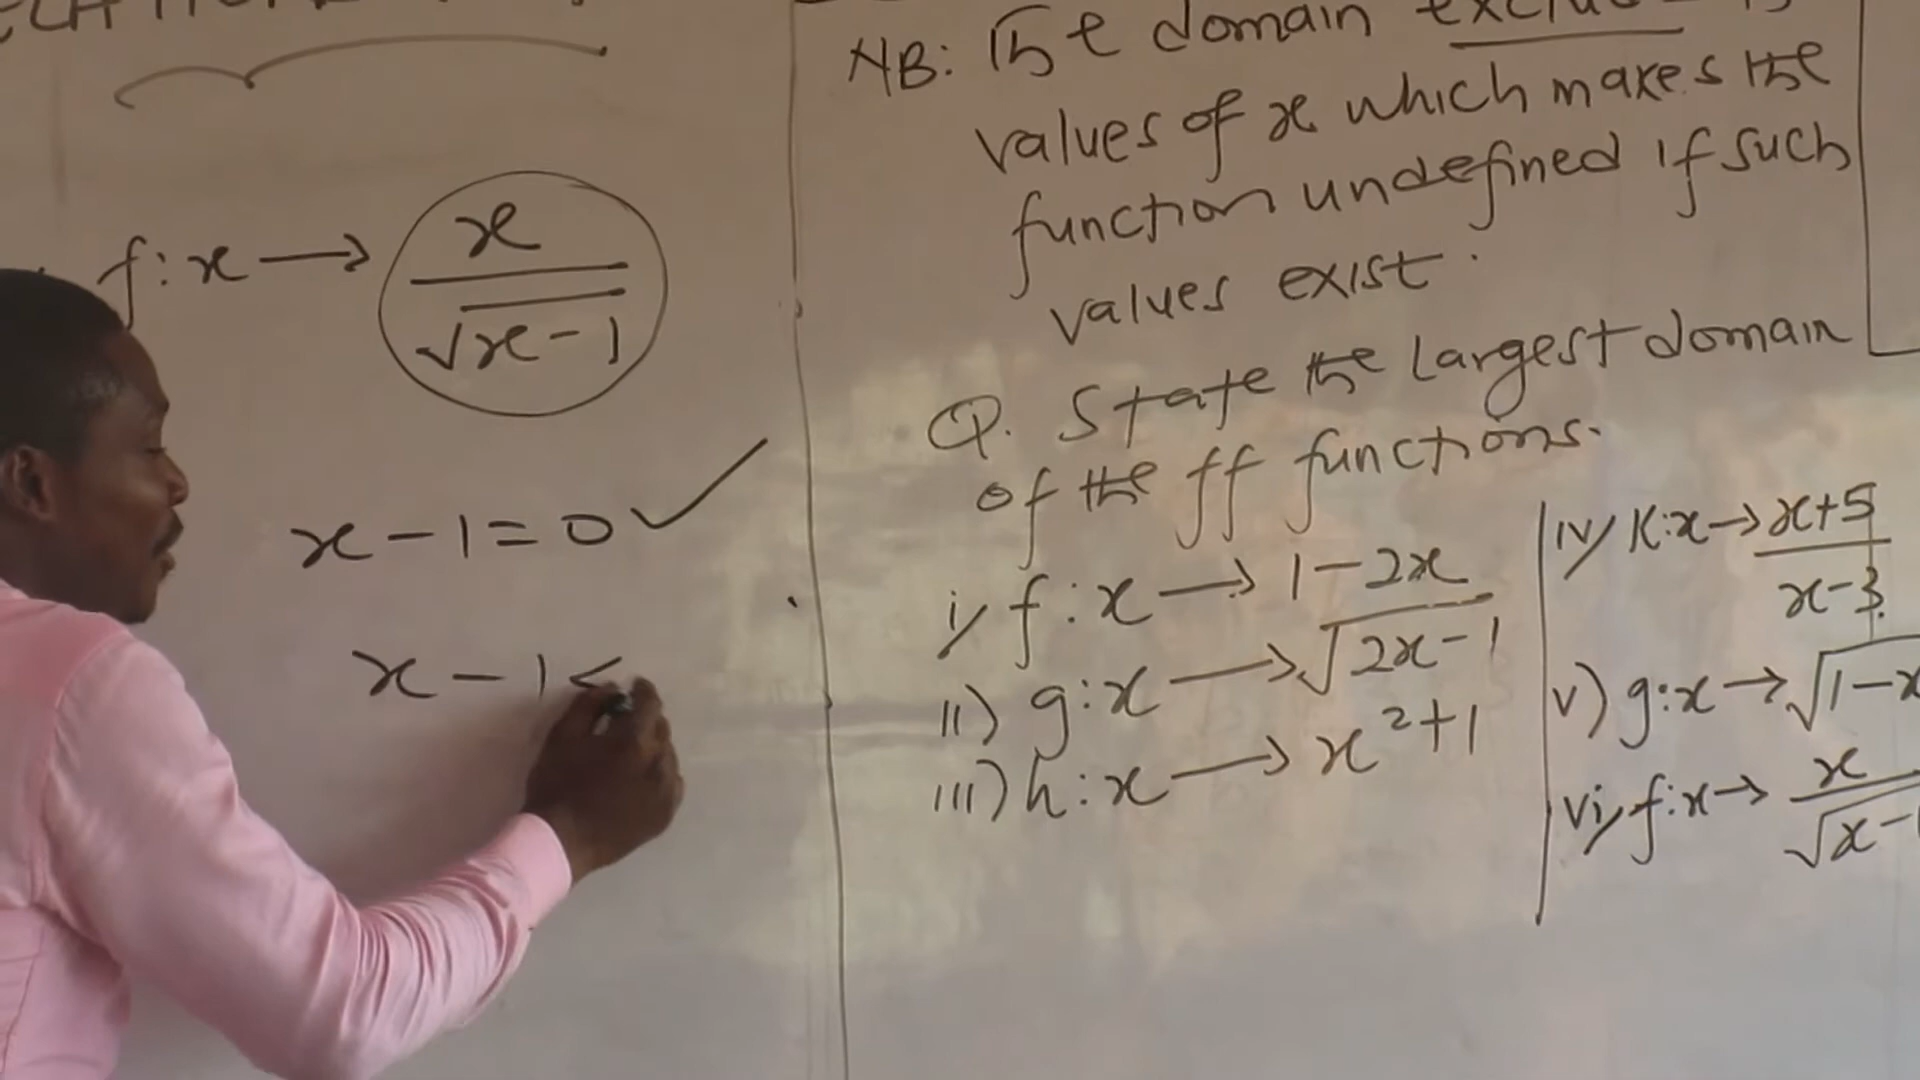 f:x → x/√x-1
x-1=0 ✓
x-1<
NB: The domain
values of x which makes the
function undefined if such
values exist.
Q. State the largest domain
of the ff functions.
i) f:x → 1-2x
ii) g:x → √2x-1
iii) h:x → x²+1
iv) k:x → x+5/x-3
v) g:x → √1-x
vi) f:x → x/√x-1